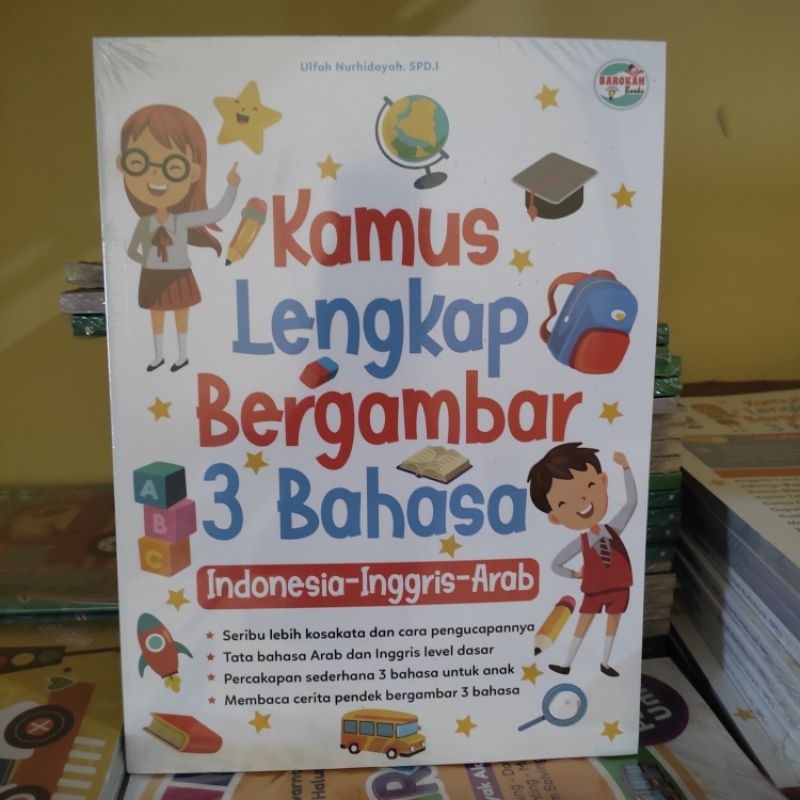 Ulfah Nurhidayah. SPD.I
BAROKAH
Books
Kamus
Lengkap
Bergambar
3 Bahasa
A
B
C
Indonesia-Inggris-Arab
Seribu lebih kosakata dan cara pengucapannya
Tata bahasa Arab dan Inggris level dasar
Percakapan sederhana 3 bahasa untuk anak
Membaca cerita pendek bergambar 3 bahasa